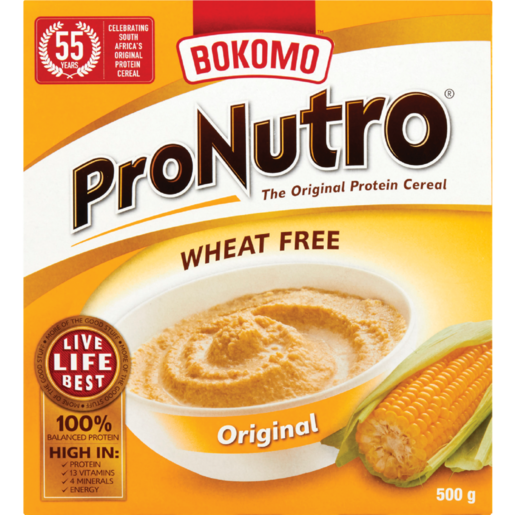 55
YEARS
CELEBRATING
SOUTH
AFRICA'S
ORIGINAL
PROTEIN
CEREAL
BOKOMO
ProNutro®
The Original Protein Cereal
WHEAT FREE
LIVE
LIFE
BEST
100%
BALANCED PROTEIN
HIGH IN:
✓ PROTEIN
✓ 13 VITAMINS
✓ 4 MINERALS
✓ ENERGY
Original
500 g